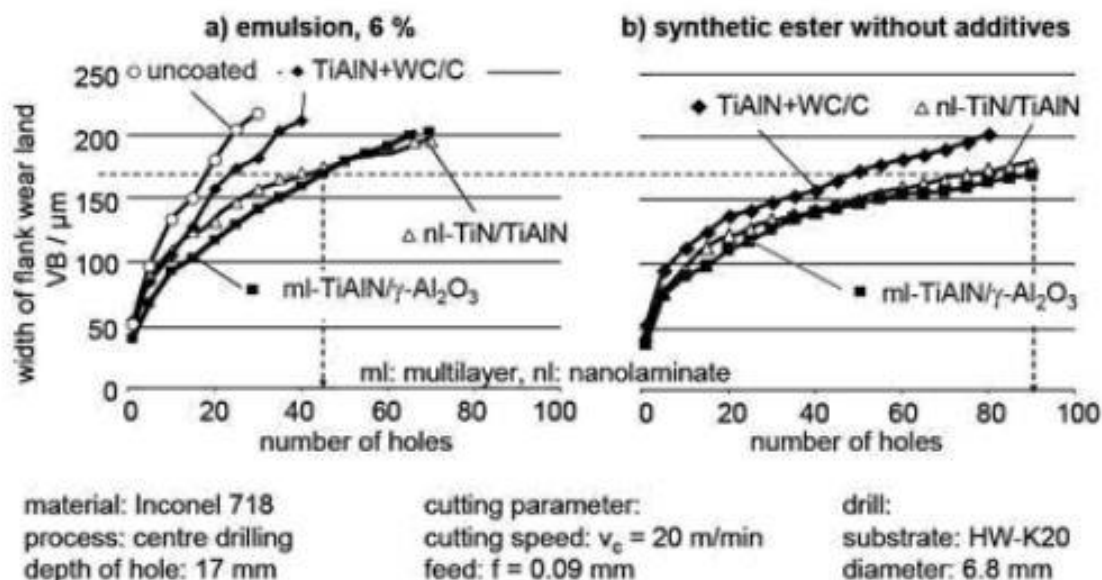 a) emulsion, 6 %
b) synthetic ester without additives
width of flank wear land
VB / µm
250
200
150
100
50
0
uncoated
TiAlN+WC/C
nl-TiN/TiAlN
ml-TiAlN/γ-Al₂O₃
ml: multilayer, nl: nanolaminate
0 20 40 60 80 100
number of holes
TiAlN+WC/C
nl-TiN/TiAlN
ml-TiAlN/γ-Al₂O₃
0 20 40 60 80 100
number of holes
material: Inconel 718
process: centre drilling
depth of hole: 17 mm
cutting parameter:
cutting speed: v꜀ = 20 m/min
feed: f = 0.09 mm
drill:
substrate: HW-K20
diameter: 6.8 mm